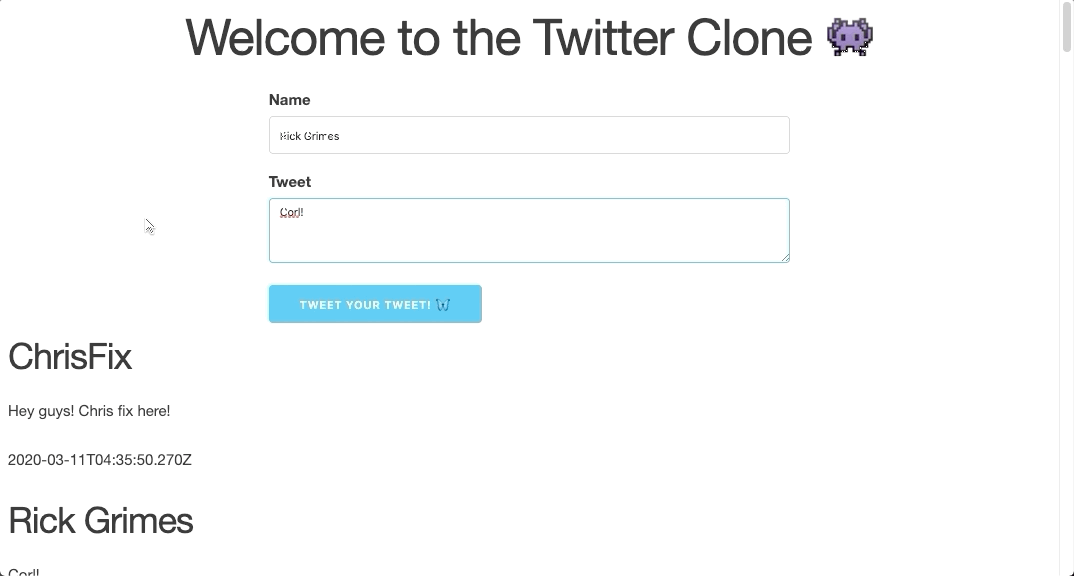 Welcome to the Twitter Clone 👾
Name
Rick Grimes
Tweet
Corl!
TWEET YOUR TWEET!
ChrisFix
Hey guys! Chris fix here!
2020-03-11T04:35:50.270Z
Rick Grimes
Corl!